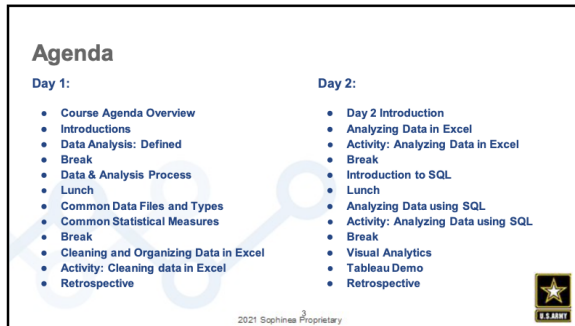 Agenda
Day 1:
● Course Agenda Overview
● Introductions
● Data Analysis: Defined
● Break
● Data & Analysis Process
● Lunch
● Common Data Files and Types
● Common Statistical Measures
● Break
● Cleaning and Organizing Data in Excel
● Activity: Cleaning data in Excel
● Retrospective
Day 2:
● Day 2 Introduction
● Analyzing Data in Excel
● Activity: Analyzing Data in Excel
● Break
● Introduction to SQL
● Lunch
● Analyzing Data using SQL
● Activity: Analyzing Data using SQL
● Break
● Visual Analytics
● Tableau Demo
● Retrospective
3
2021 Sophinea Proprietary
U.S.ARMY